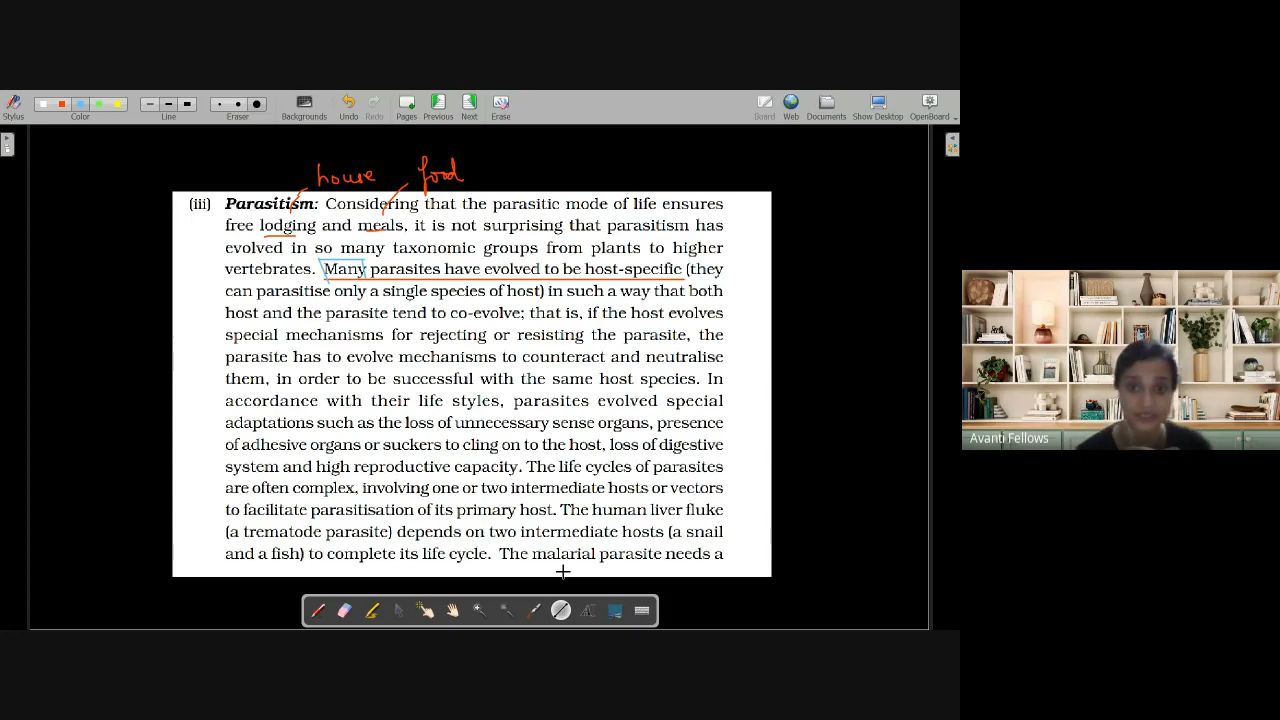 Stylus Color Line Eraser Backgrounds Undo Redo Pages Previous Next Erase Board Web Documents Show Desktop OpenBoard
house food
(iii) Parasitism: Considering that the parasitic mode of life ensures
free lodging and meals, it is not surprising that parasitism has
evolved in so many taxonomic groups from plants to higher
vertebrates. Many parasites have evolved to be host-specific (they
can parasitise only a single species of host) in such a way that both
host and the parasite tend to co-evolve; that is, if the host evolves
special mechanisms for rejecting or resisting the parasite, the
parasite has to evolve mechanisms to counteract and neutralise
them, in order to be successful with the same host species. In
accordance with their life styles, parasites evolved special
adaptations such as the loss of unnecessary sense organs, presence
of adhesive organs or suckers to cling on to the host, loss of digestive
system and high reproductive capacity. The life cycles of parasites
are often complex, involving one or two intermediate hosts or vectors
to facilitate parasitisation of its primary host. The human liver fluke
(a trematode parasite) depends on two intermediate hosts (a snail
and a fish) to complete its life cycle. The malarial parasite needs a
Avanti Fellows